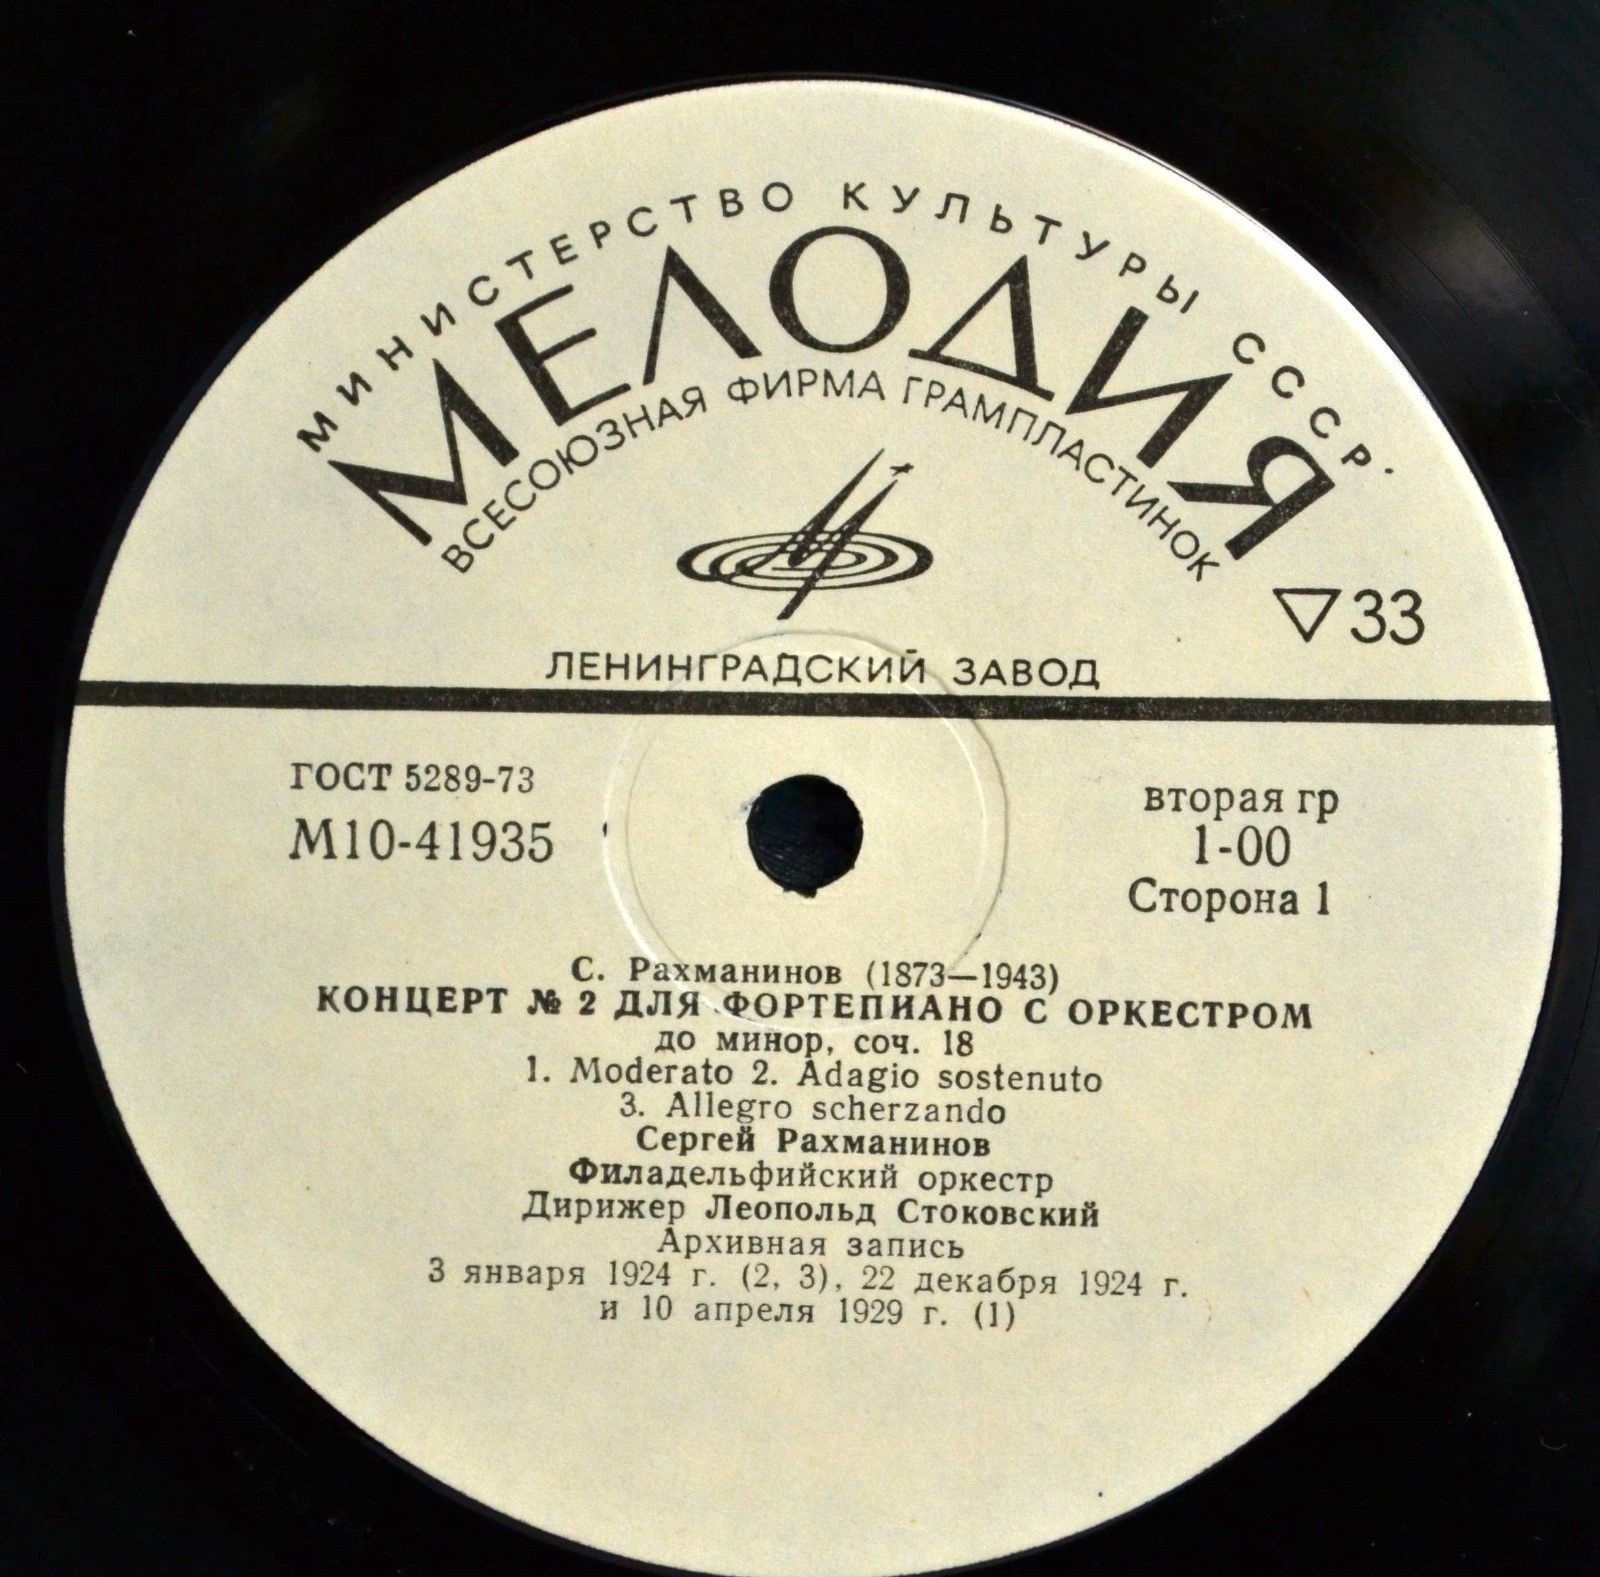 МИНИСТЕРСТВО КУЛЬТУРЫ СССР.
МЕЛОДИЯ
ВСЕСОЮЗНАЯ ФИРМА ГРАМПЛАСТИНОК
▽33
ЛЕНИНГРАДСКИЙ ЗАВОД
ГОСТ 5289-73
М10-41935
вторая гр
1-00
Сторона 1
С. Рахманинов (1873—1943)
КОНЦЕРТ № 2 ДЛЯ ФОРТЕПИАНО С ОРКЕСТРОМ
до минор, соч. 18
1. Moderato 2. Adagio sostenuto
3. Allegro scherzando
Сергей Рахманинов
Филадельфийский оркестр
Дирижер Леопольд Стоковский
Архивная запись
3 января 1924 г. (2, 3), 22 декабря 1924 г.
и 10 апреля 1929 г. (1)